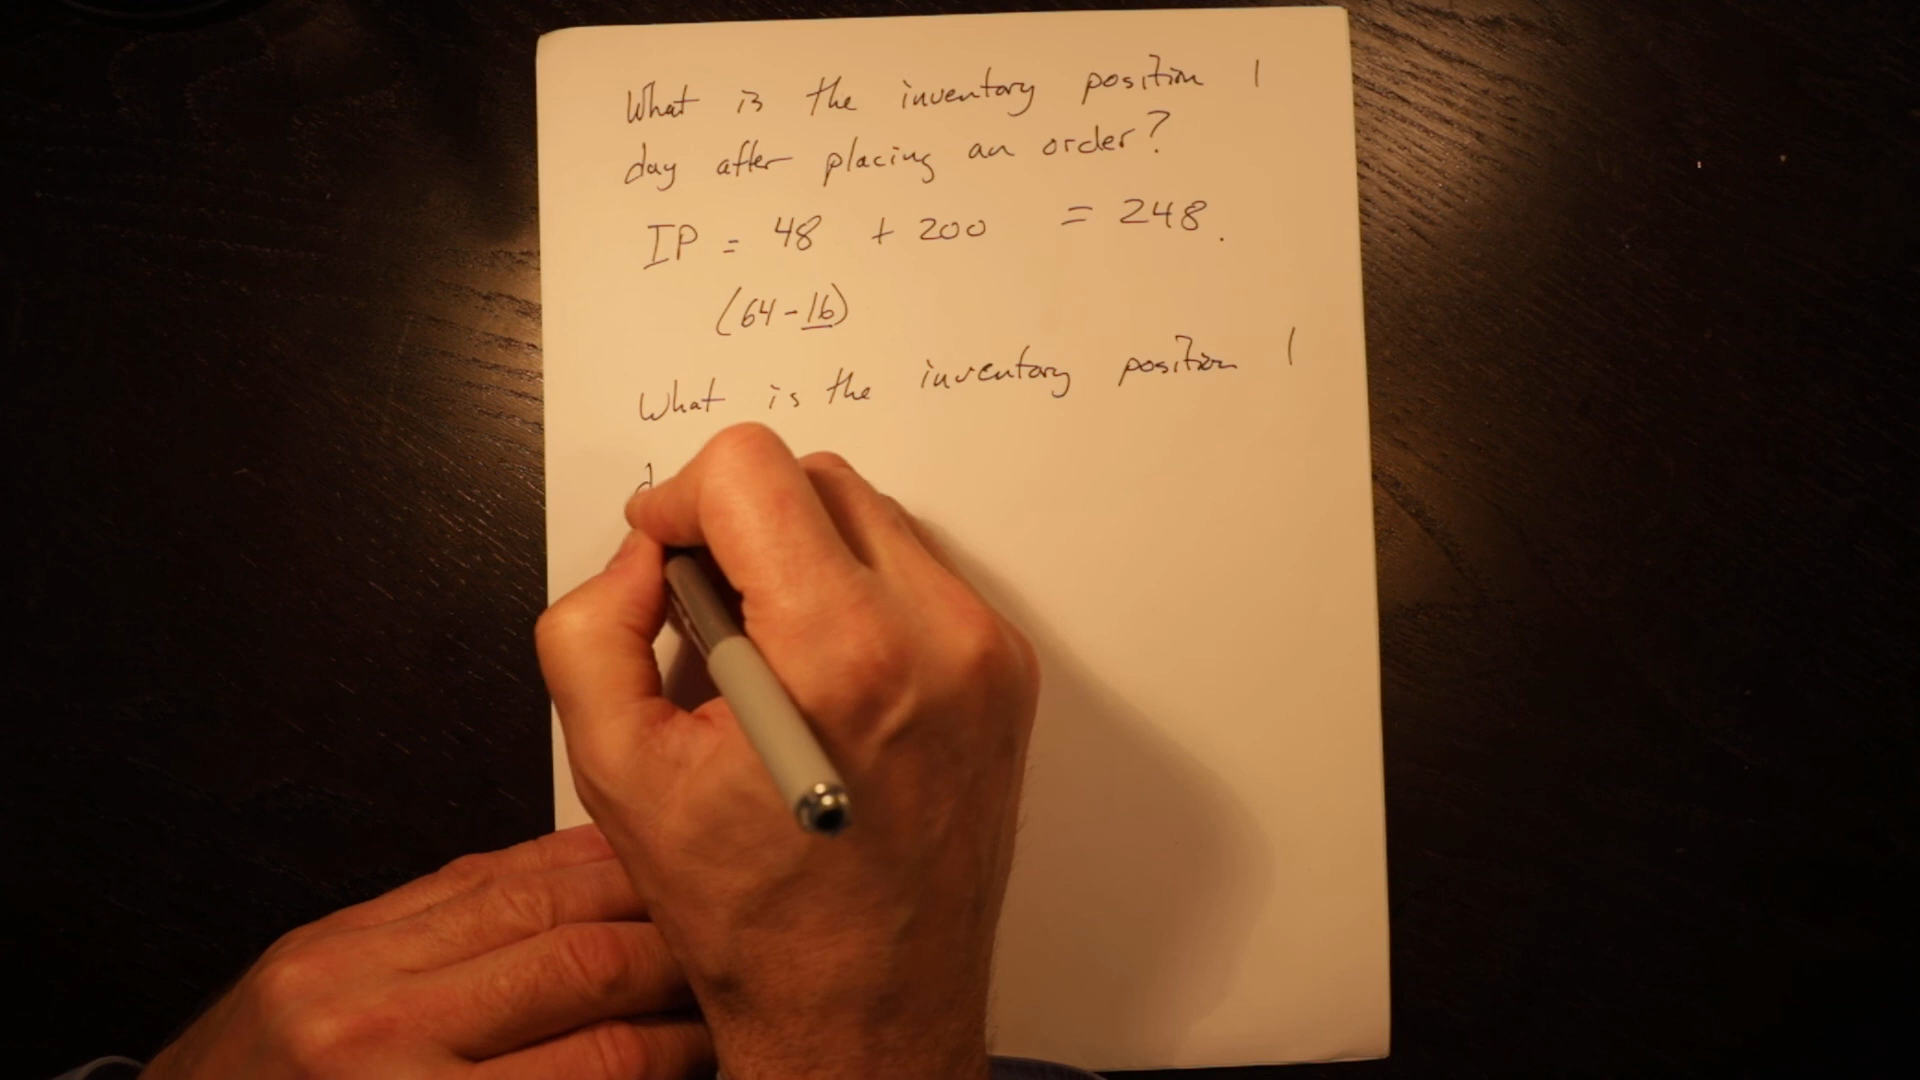 What is the inventory position 1
day after placing an order?
IP = 48 + 200 = 248.
(64-16)
What is the inventory position 1
d